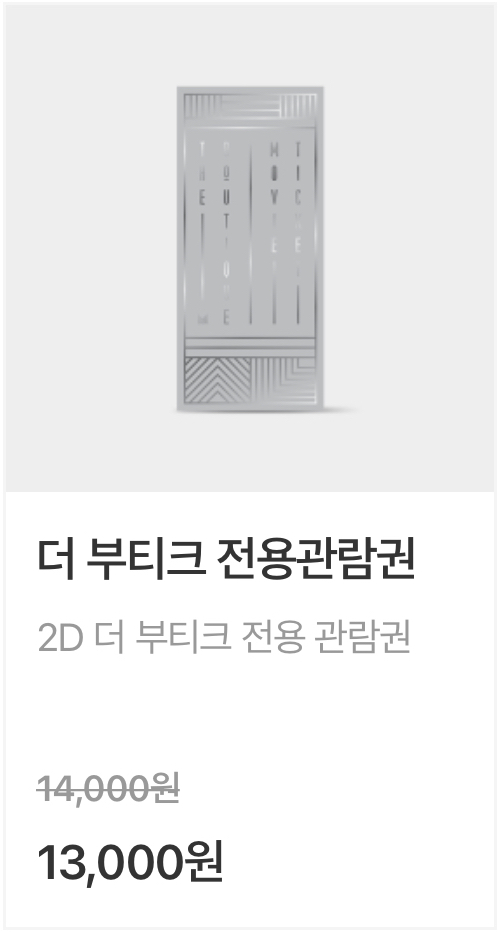 THE BOUTIQUE
MOVIE TICKET
더 부티크 전용관람권
2D 더 부티크 전용 관람권
14,000원
13,000원